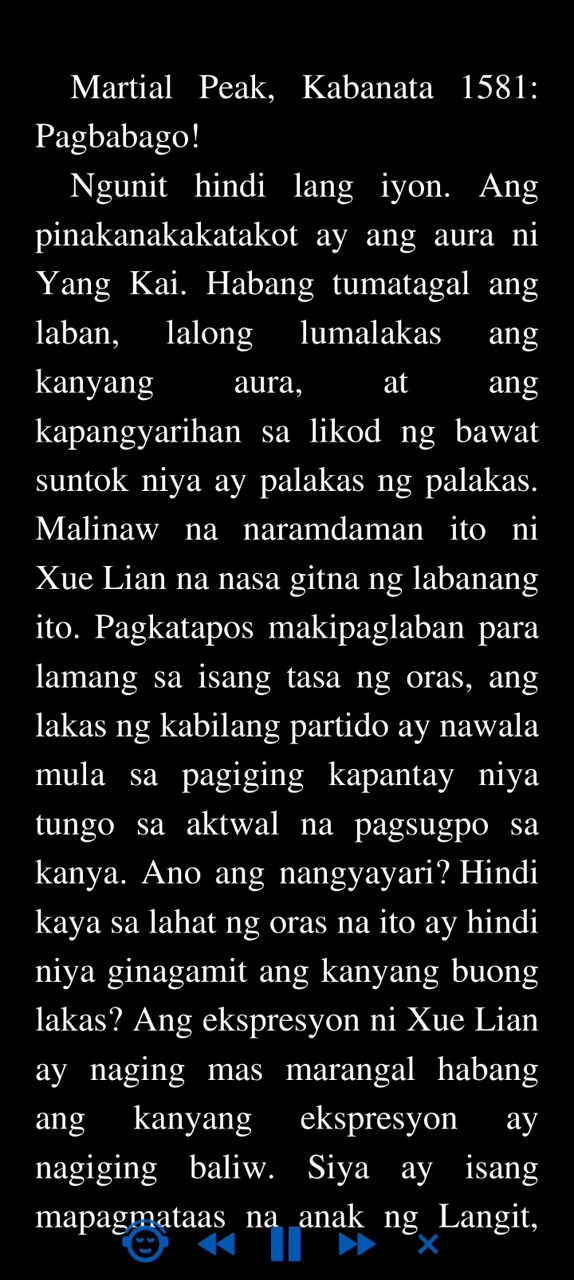 Martial Peak, Kabanata 1581:
Pagbabago!
Ngunit hindi lang iyon. Ang
pinakanakakatakot ay ang aura ni
Yang Kai. Habang tumatagal ang
laban, lalong lumalakas ang
kanyang aura, at ang
kapangyarihan sa likod ng bawat
suntok niya ay palakas ng palakas.
Malinaw na naramdaman ito ni
Xue Lian na nasa gitna ng labanang
ito. Pagkatapos makipaglaban para
lamang sa isang tasa ng oras, ang
lakas ng kabilang partido ay nawala
mula sa pagiging kapantay niya
tungo sa aktwal na pagsugpo sa
kanya. Ano ang nangyayari? Hindi
kaya sa lahat ng oras na ito ay hindi
niya ginagamit ang kanyang buong
lakas? Ang ekspresyon ni Xue Lian
ay naging mas marangal habang
ang kanyang ekspresyon ay
nagiging baliw. Siya ay isang
mapagmataas na anak ng Langit,